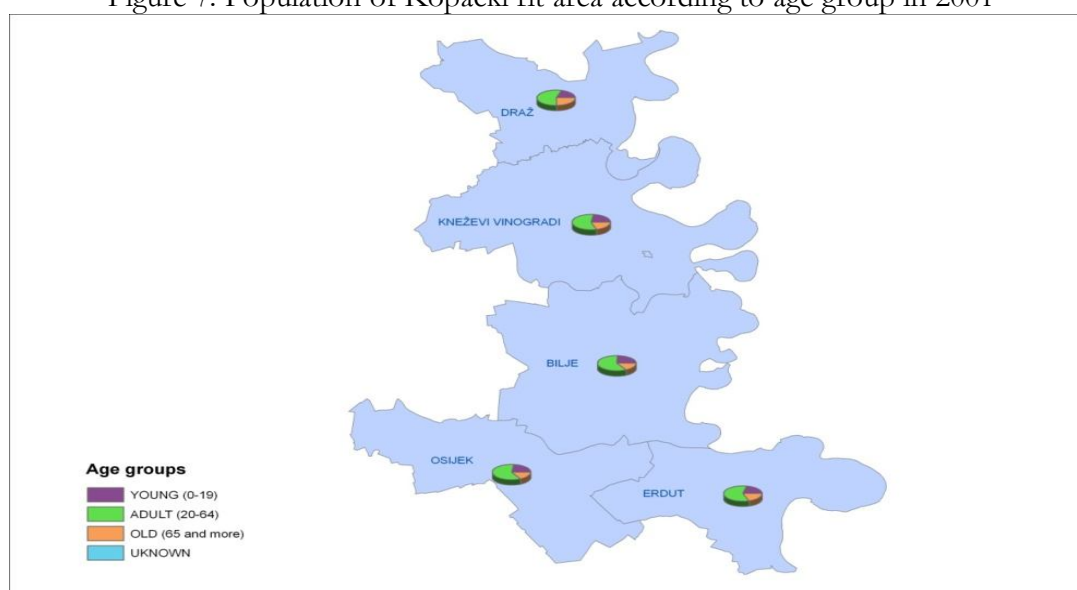 Figure 7. Population of Kopački rit area according to age group in 2001
DRAŽ
KNEŽEVI VINOGRADI
BILJE
OSIJEK
ERDUT
Age groups
YOUNG (0-19)
ADULT (20-64)
OLD (65 and more)
UKNOWN